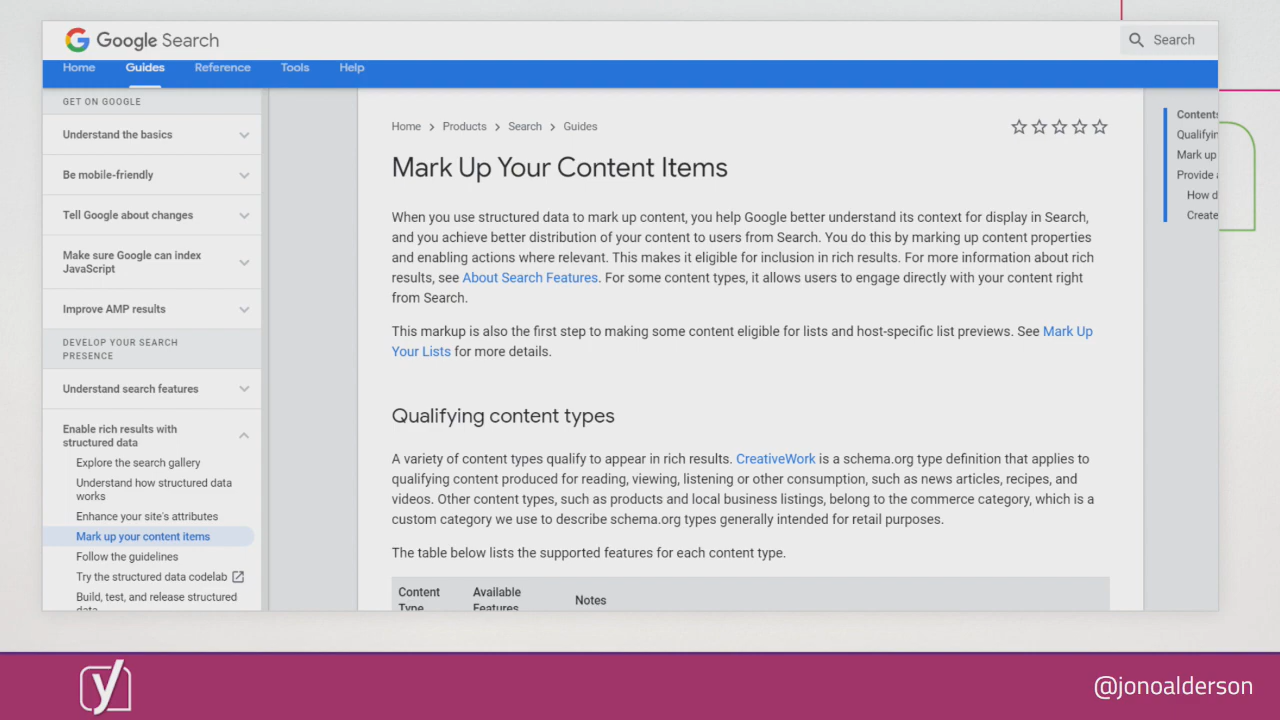 Google Search
Search
Home
Guides
Reference
Tools
Help
GET ON GOOGLE
Understand the basics
Be mobile-friendly
Tell Google about changes
Make sure Google can index
JavaScript
Improve AMP results
DEVELOP YOUR SEARCH
PRESENCE
Understand search features
Enable rich results with
structured data
Explore the search gallery
Understand how structured data
works
Enhance your site's attributes
Mark up your content items
Follow the guidelines
Try the structured data codelab
Build, test, and release structured
data
Home > Products > Search > Guides
Mark Up Your Content Items
When you use structured data to mark up content, you help Google better understand its context for display in Search,
and you achieve better distribution of your content to users from Search. You do this by marking up content properties
and enabling actions where relevant. This makes it eligible for inclusion in rich results. For more information about rich
results, see About Search Features. For some content types, it allows users to engage directly with your content right
from Search.
This markup is also the first step to making some content eligible for lists and host-specific list previews. See Mark Up
Your Lists for more details.
Qualifying content types
A variety of content types qualify to appear in rich results. CreativeWork is a schema.org type definition that applies to
qualifying content produced for reading, viewing, listening or other consumption, such as news articles, recipes, and
videos. Other content types, such as products and local business listings, belong to the commerce category, which is a
custom category we use to describe schema.org types generally intended for retail purposes.
The table below lists the supported features for each content type.
Content
Type
Available
Features
Notes
Contents
Qualifyin
Mark up
Provide a
How d
Create
y
@jonoalderson